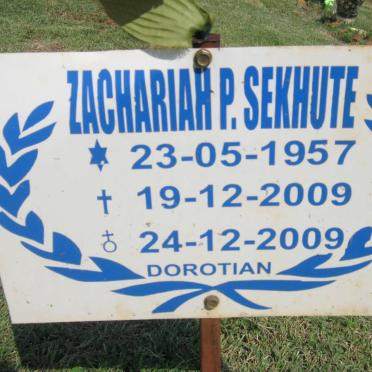 ZACHARIAH P. SEKHUTE
23-05-1957
19-12-2009
24-12-2009
DOROTIAN